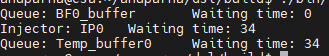 Queue: BF0_buffer Waiting time: 0
Injector: IP0 Waiting time: 34
Queue: Temp_buffer0 Waiting time: 34